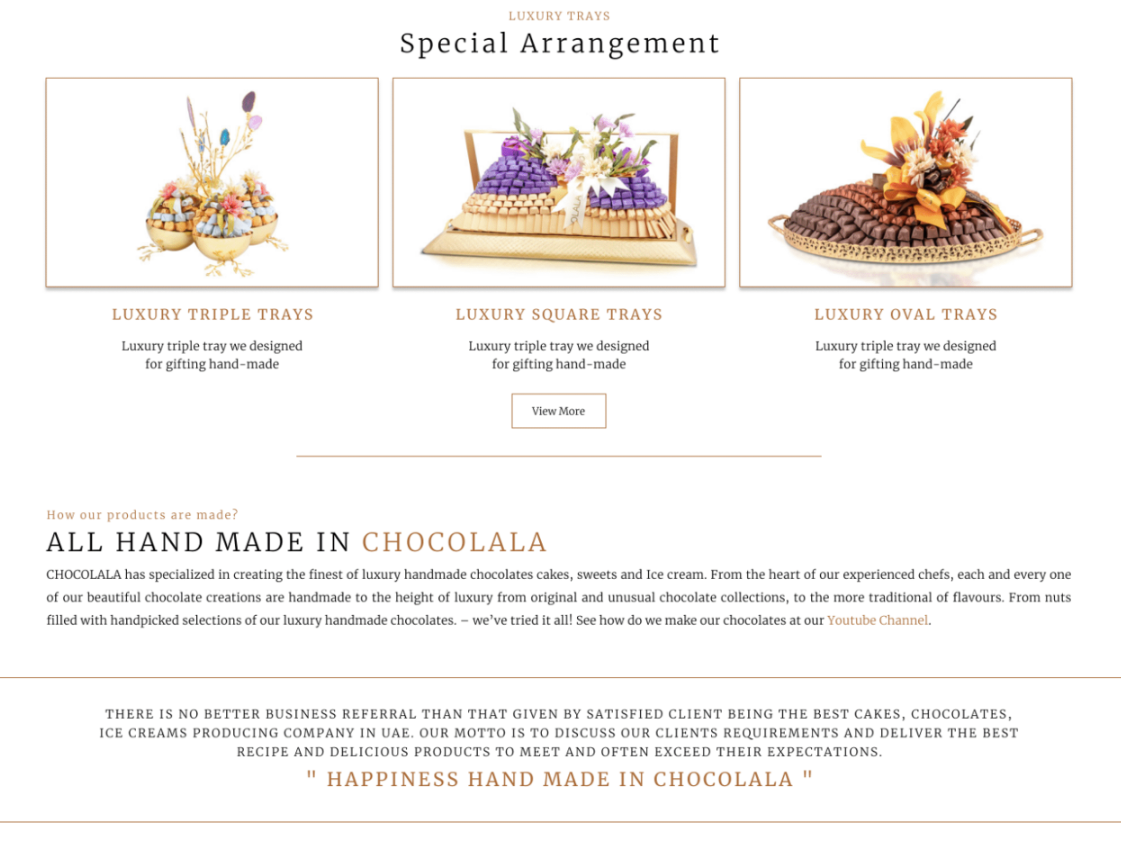 LUXURY TRAYS
Special Arrangement
LUXURY TRIPLE TRAYS
Luxury triple tray we designed
for gifting hand-made
LUXURY SQUARE TRAYS
Luxury triple tray we designed
for gifting hand-made
LUXURY OVAL TRAYS
Luxury triple tray we designed
for gifting hand-made
View More
How our products are made?
ALL HAND MADE IN CHOCOLALA
CHOCOLALA has specialized in creating the finest of luxury handmade chocolates cakes, sweets and Ice cream. From the heart of our experienced chefs, each and every one
of our beautiful chocolate creations are handmade to the height of luxury from original and unusual chocolate collections, to the more traditional of flavours. From nuts
filled with handpicked selections of our luxury handmade chocolates. – we’ve tried it all! See how do we make our chocolates at our Youtube Channel.
THERE IS NO BETTER BUSINESS REFERRAL THAN THAT GIVEN BY SATISFIED CLIENT BEING THE BEST CAKES, CHOCOLATES,
ICE CREAMS PRODUCING COMPANY IN UAE. OUR MOTTO IS TO DISCUSS OUR CLIENTS REQUIREMENTS AND DELIVER THE BEST
RECIPE AND DELICIOUS PRODUCTS TO MEET AND OFTEN EXCEED THEIR EXPECTATIONS.
" HAPPINESS HAND MADE IN CHOCOLALA "